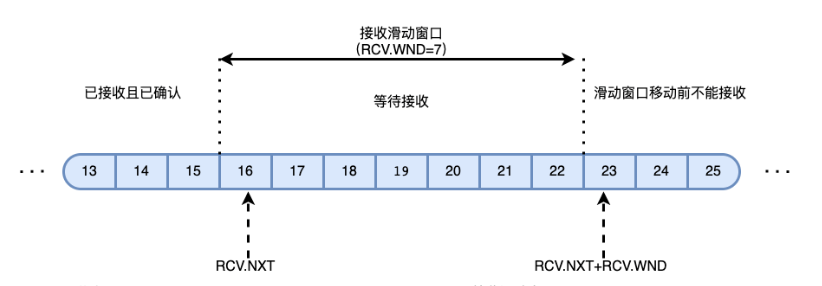 接收滑动窗口
（RCV.WND=7）
已接收且已确认
等待接收
滑动窗口移动前不能接收
... 13 14 15 16 17 18 19 20 21 22 23 24 25 ...
RCV.NXT
RCV.NXT+RCV.WND